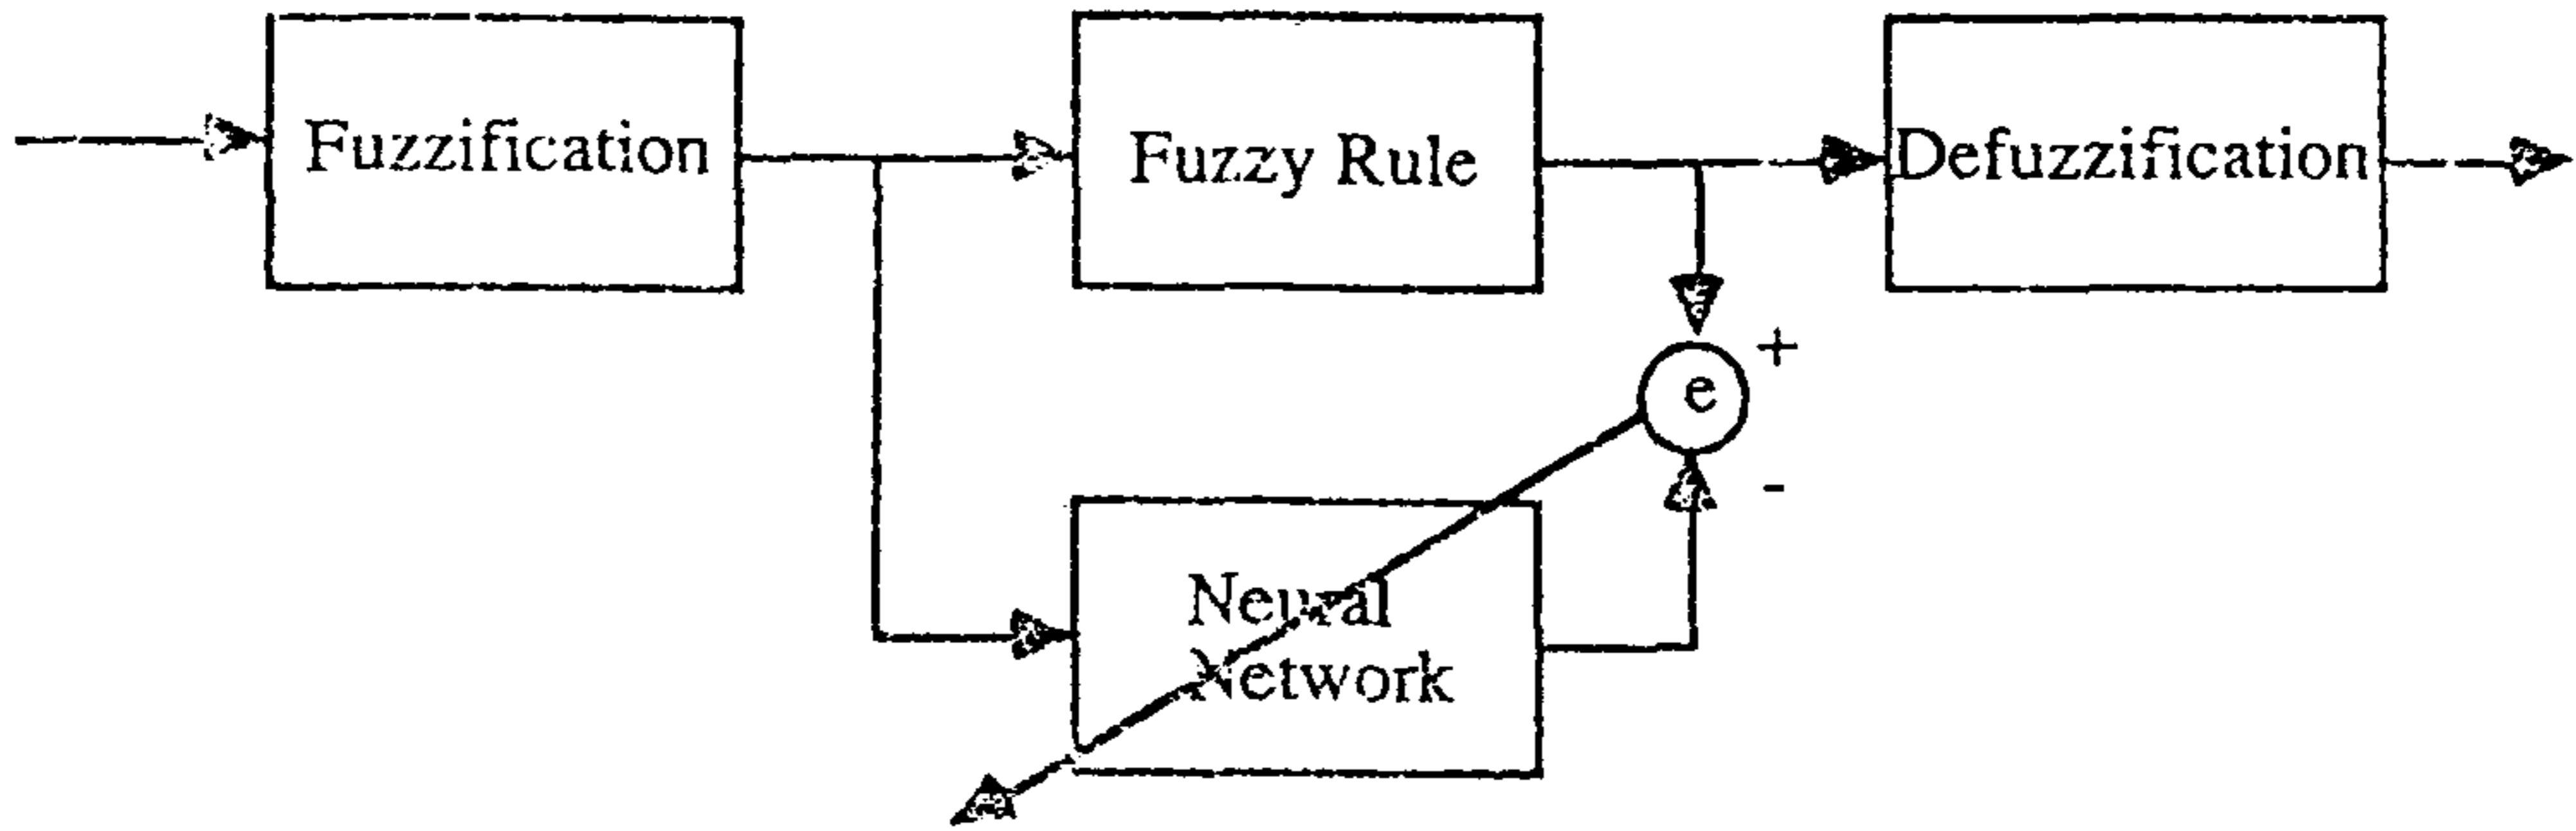 Fuzzification
Fuzzy Rule
Defuzzification
+
e
-
Neural
Network